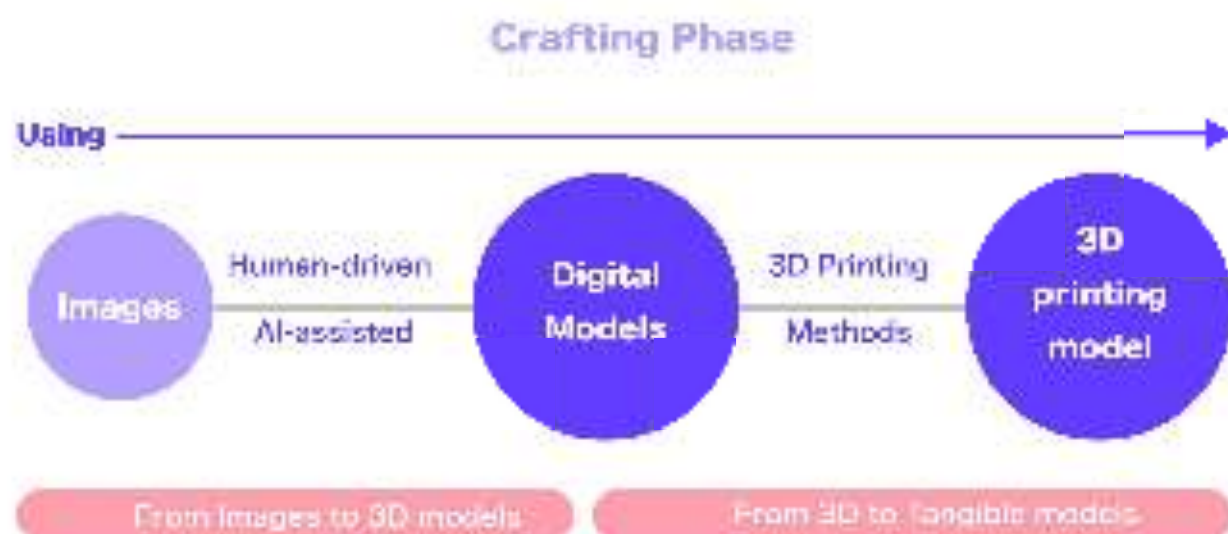 Crafting Phase
Using
Images
Human-driven
AI-assisted
Digital
Models
3D Printing
Methods
3D
printing
model
From Images to 3D models
From 3D to Tangible models